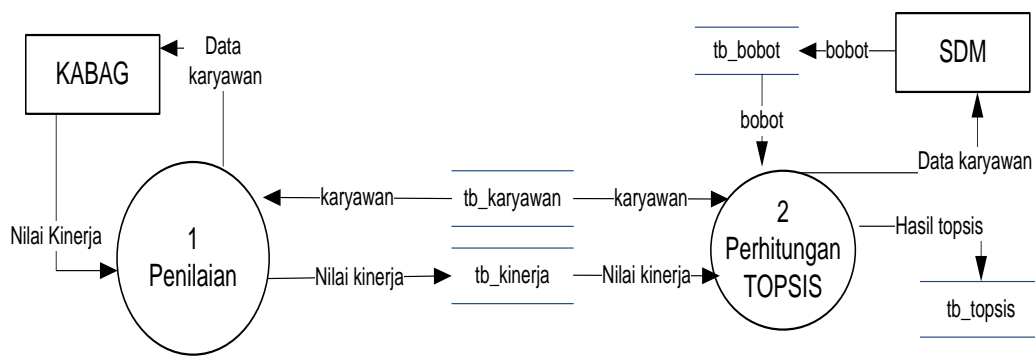 KABAG
Data
karyawan
tb_bobot
bobot
SDM
bobot
Data karyawan
karyawan
tb_karyawan
karyawan
Nilai Kinerja
1
Penilaian
2
Perhitungan
TOPSIS
Hasil topsis
Nilai kinerja
tb_kinerja
Nilai kinerja
tb_topsis